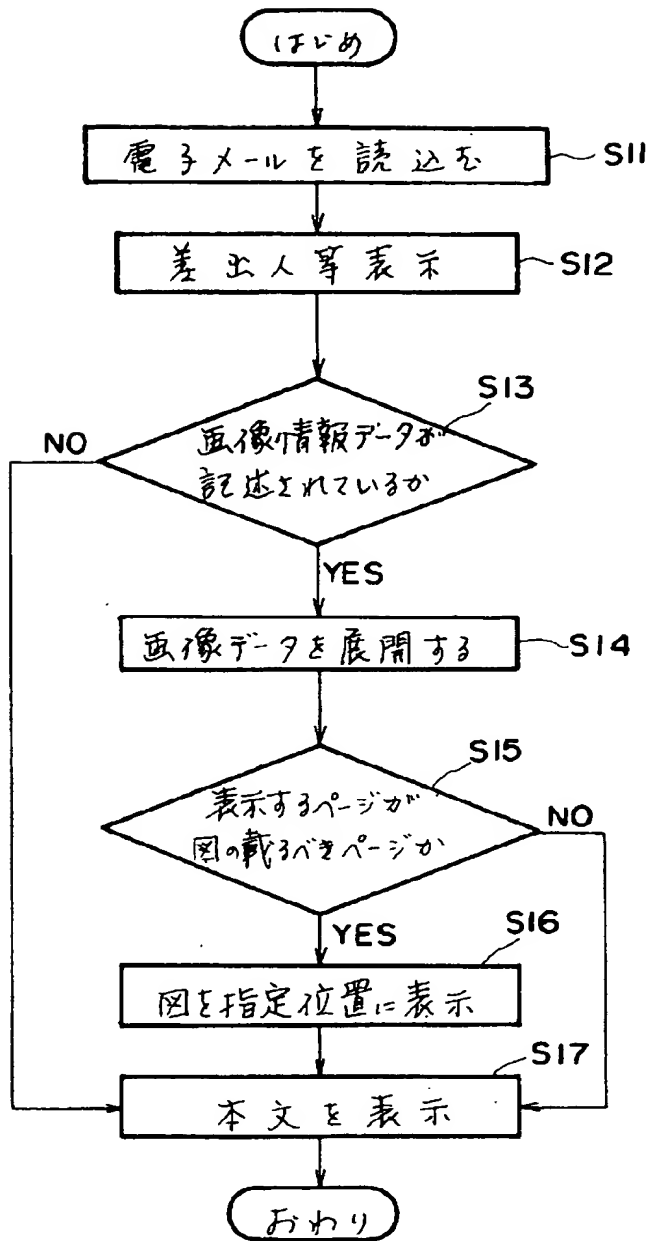 はじめ
電子メールを読込む
S11
差出人等表示
S12
S13
画像情報データが
記述されているか
NO
YES
画像データを展開する
S14
S15
表示するページが
図の載るべきページか
NO
YES
S16
図を指定位置に表示
S17
本文を表示
おわり